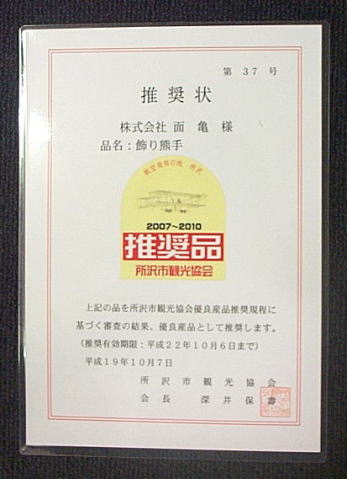 第 37 号
推奨状
株式会社 面 亀 様
品名：飾り熊手
航空発祥の地 所沢
2007〜2010
推奨品
所沢市観光協会
上記の品を所沢市観光協会優良産品推奨規程に
基づく審査の結果、優良産品として推奨します。
（推奨有効期限：平成22年10月6日まで）
平成19年10月7日
所沢市観光協会
会長 深井保壽